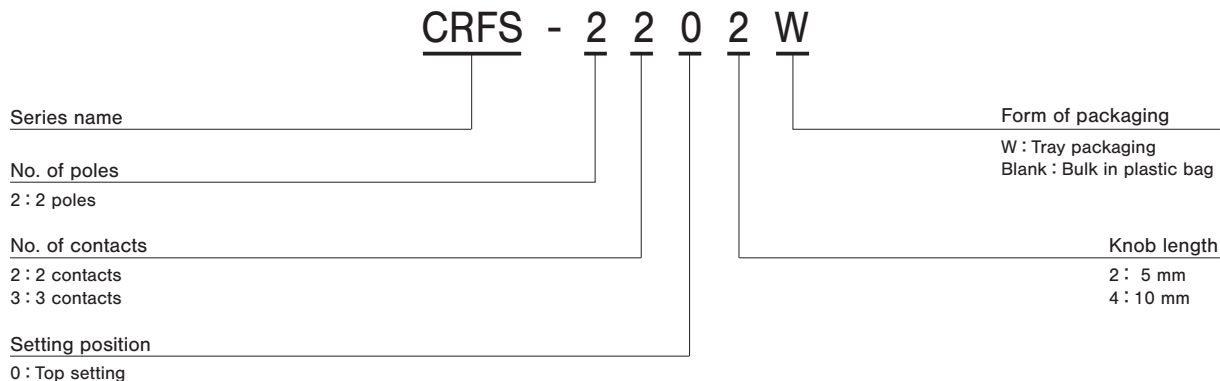 CRFS - 2 2 0 2 W
Series name
No. of poles
2 : 2 poles
No. of contacts
2 : 2 contacts
3 : 3 contacts
Setting position
0 : Top setting
Form of packaging
W : Tray packaging
Blank : Bulk in plastic bag
Knob length
2 : 5 mm
4 : 10 mm